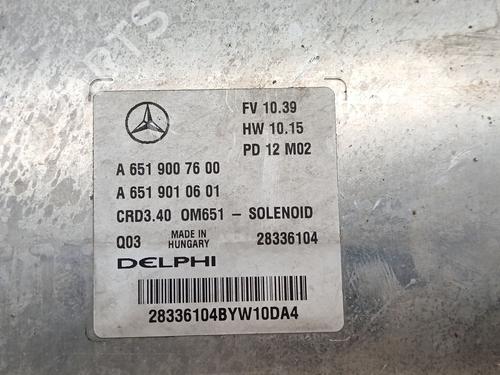 FV 10.39
HW 10.15
PD 12 M02
A 651 900 76 00
A 651 901 06 01
CRD3.40 OM651 - SOLENOID
Q03 MADE IN HUNGARY 28336104
DELPHI
28336104BYW10DA4